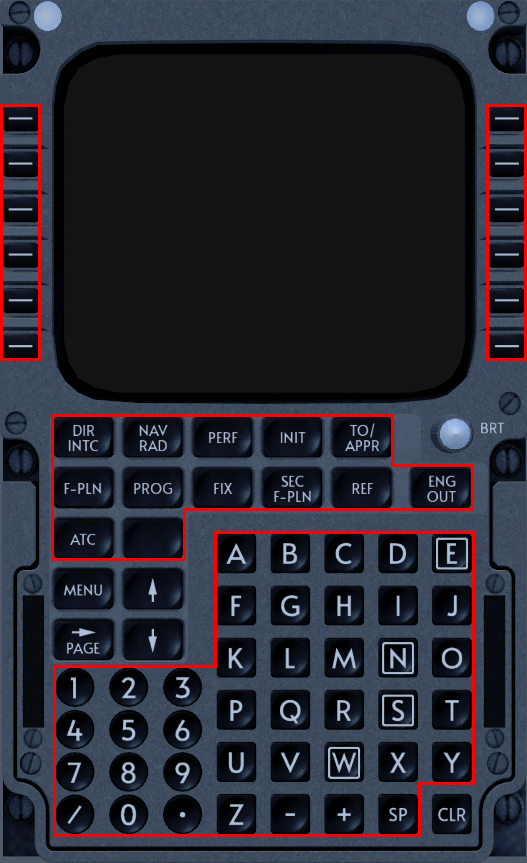 DIR
INTC
NAV
RAD
PERF
INIT
TO/
APPR
BRT
F-PLN
PROG
FIX
SEC
F-PLN
REF
ENG
OUT
ATC
A B C D E
MENU
F G H I J
PAGE
K L M N O
1 2 3
P Q R S T
4 5 6
U V W X Y
7 8 9
Z - + SP CLR
/ 0 .